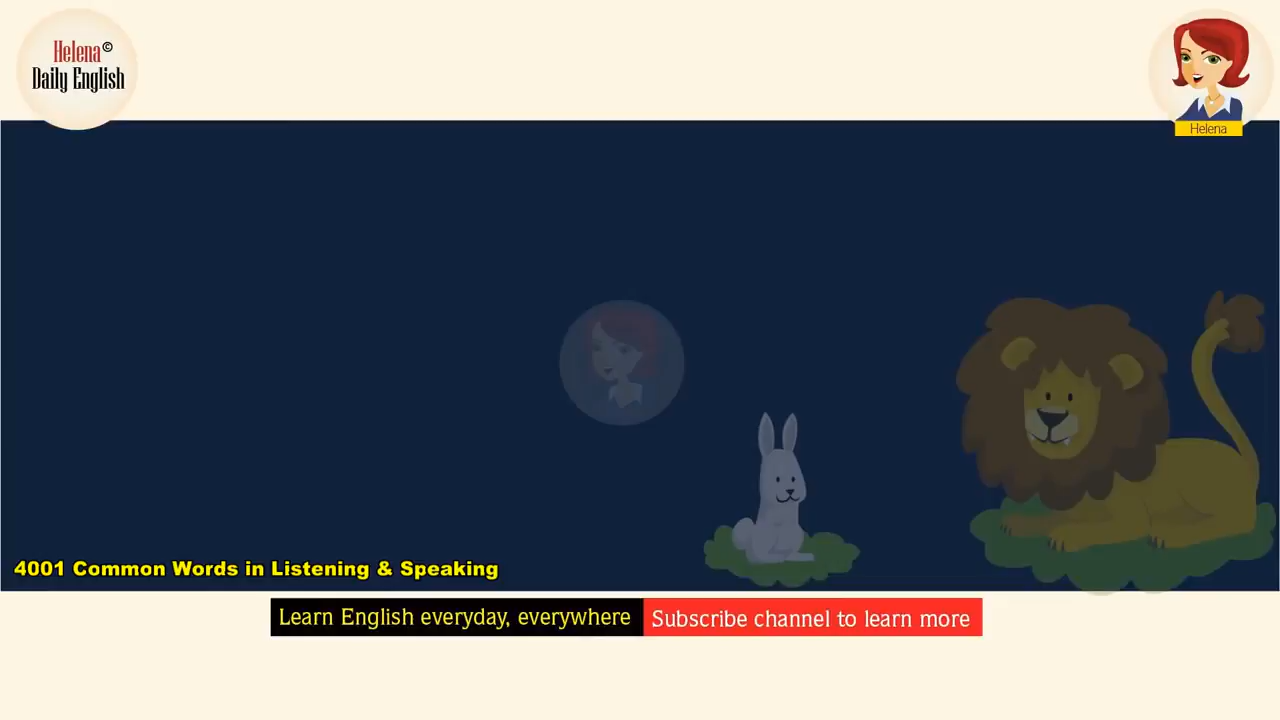 Helena©
Daily English
Helena
4001 Common Words in Listening & Speaking
Learn English everyday, everywhere
Subscribe channel to learn more